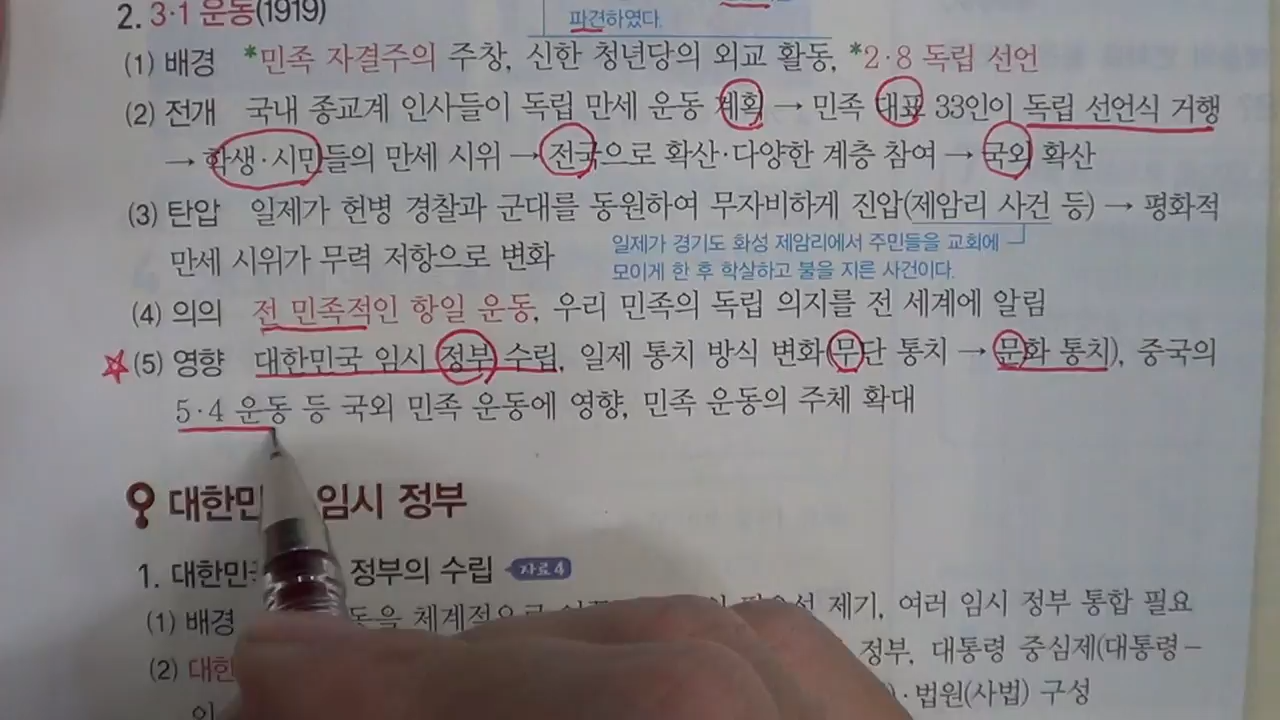 2. 3·1 운동(1919)
파견하였다.
(1) 배경 *민족 자결주의 주창, 신한 청년당의 외교 활동, *2·8 독립 선언
(2) 전개 국내 종교계 인사들이 독립 만세 운동 계획 → 민족 대표 33인이 독립 선언식 거행
→ 학생·시민들의 만세 시위 → 전국으로 확산·다양한 계층 참여 → 국외 확산
(3) 탄압 일제가 헌병 경찰과 군대를 동원하여 무자비하게 진압(제암리 사건 등) → 평화적
만세 시위가 무력 저항으로 변화
일제가 경기도 화성 제암리에서 주민들을 교회에
모이게 한 후 학살하고 불을 지른 사건이다.
(4) 의의 전 민족적인 항일 운동, 우리 민족의 독립 의지를 전 세계에 알림
(5) 영향 대한민국 임시 정부 수립, 일제 통치 방식 변화(무단 통치 → 문화 통치), 중국의
5·4 운동 등 국외 민족 운동에 영향, 민족 운동의 주체 확대
대한민 임시 정부
1. 대한민 정부의 수립 자료4
(1) 배경 체계적으로 제기, 여러 임시 정부 통합 필요
(2) 대한 정부, 대통령 중심제(대통령-
·법원(사법) 구성